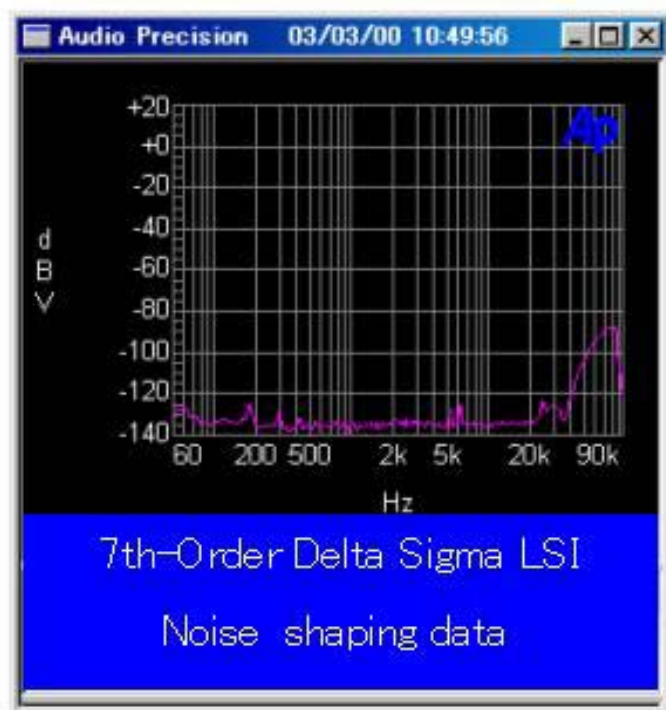 Audio Precision 03/03/00 10:49:56
Ap
+20
+0
-20
-40
-60
-80
-100
-120
-140
d
B
V
60 200 500 2k 5k 20k 90k
Hz
7th-Order Delta Sigma LSI
Noise shaping data